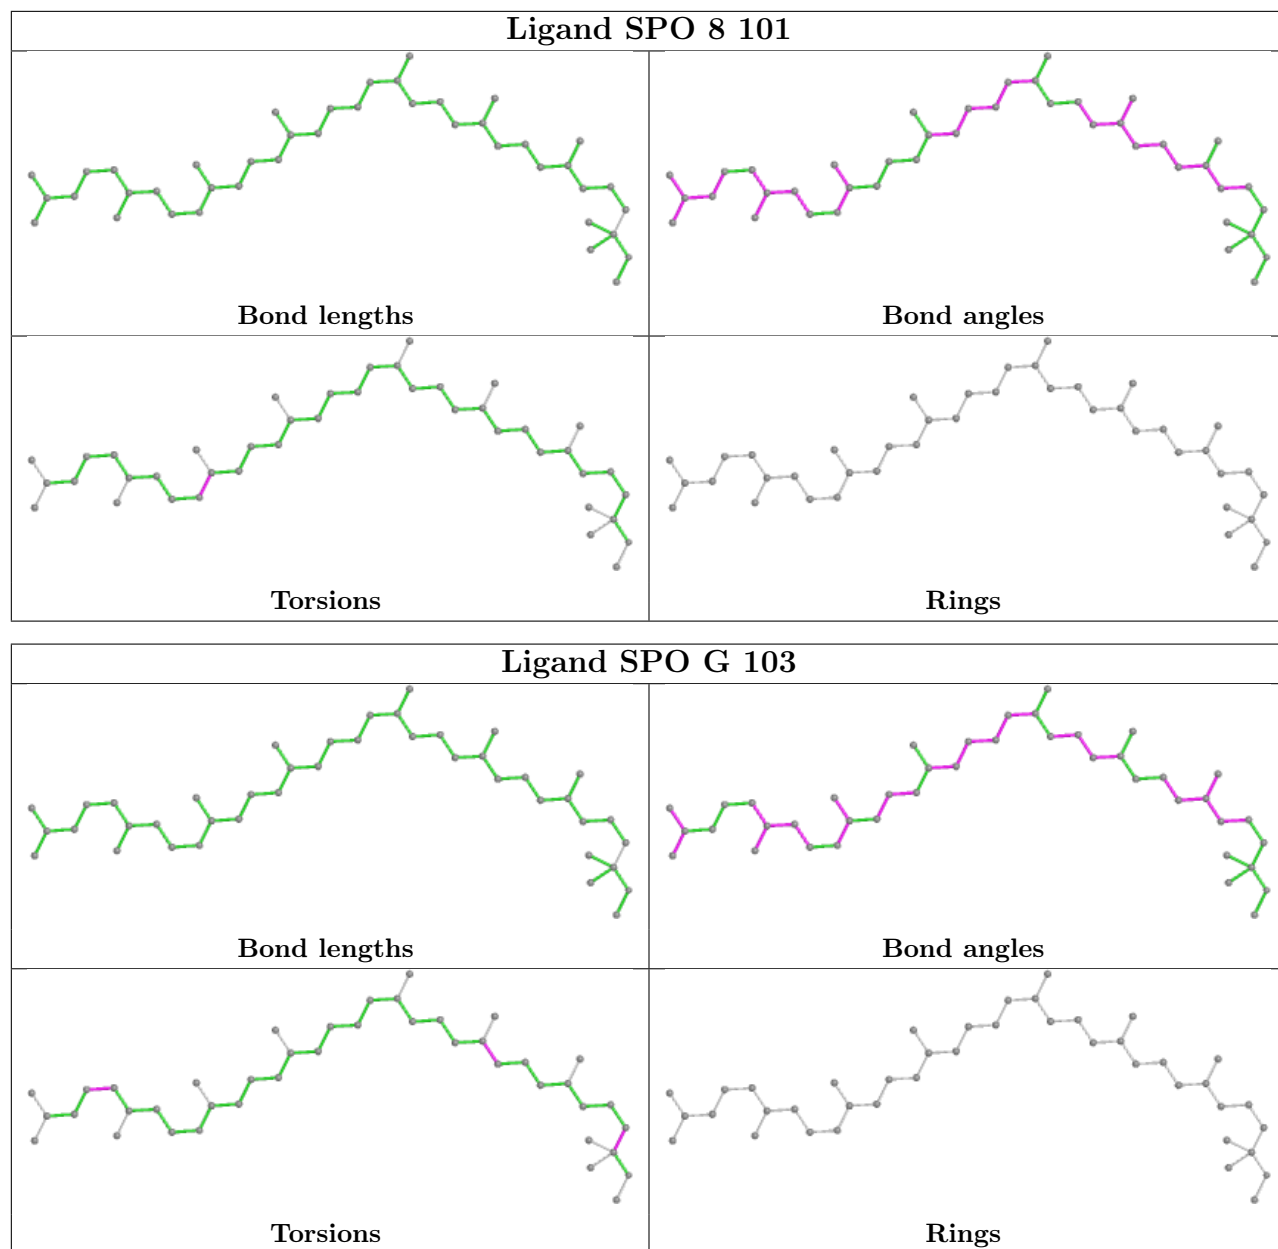 Ligand SPO 8 101
Bond lengths
Bond angles
Torsions
Rings
Ligand SPO G 103
Bond lengths
Bond angles
Torsions
Rings